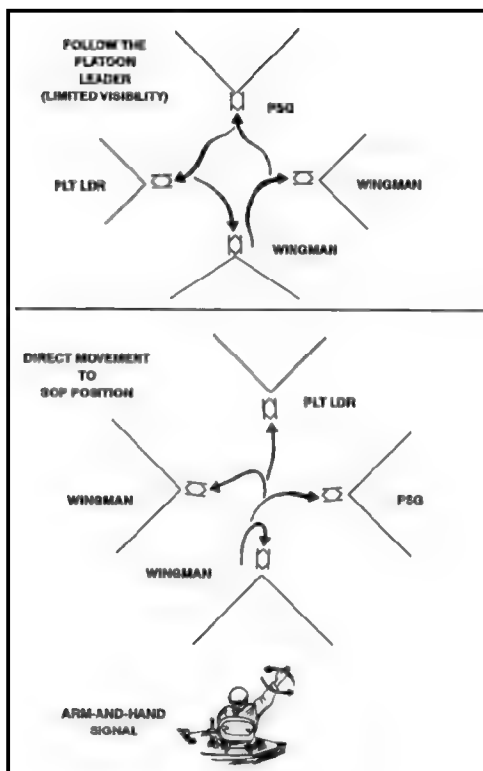 FOLLOW THE
PLATOON
LEADER
(LIMITED VISIBILITY)
PSG
PLT LDR
WINGMAN
WINGMAN
DIRECT MOVEMENT
TO
SOP POSITION
PLT LDR
WINGMAN
PSG
WINGMAN
ARM-AND-HAND
SIGNAL